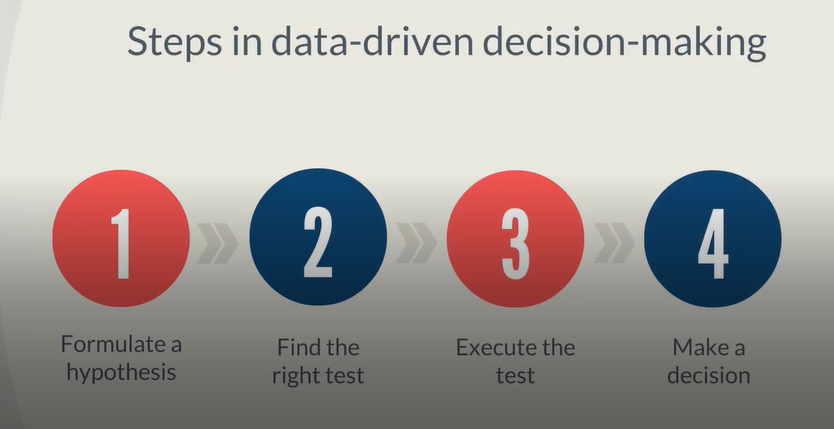 Steps in data-driven decision-making
1
2
3
4
Formulate a
hypothesis
Find the
right test
Execute the
test
Make a
decision